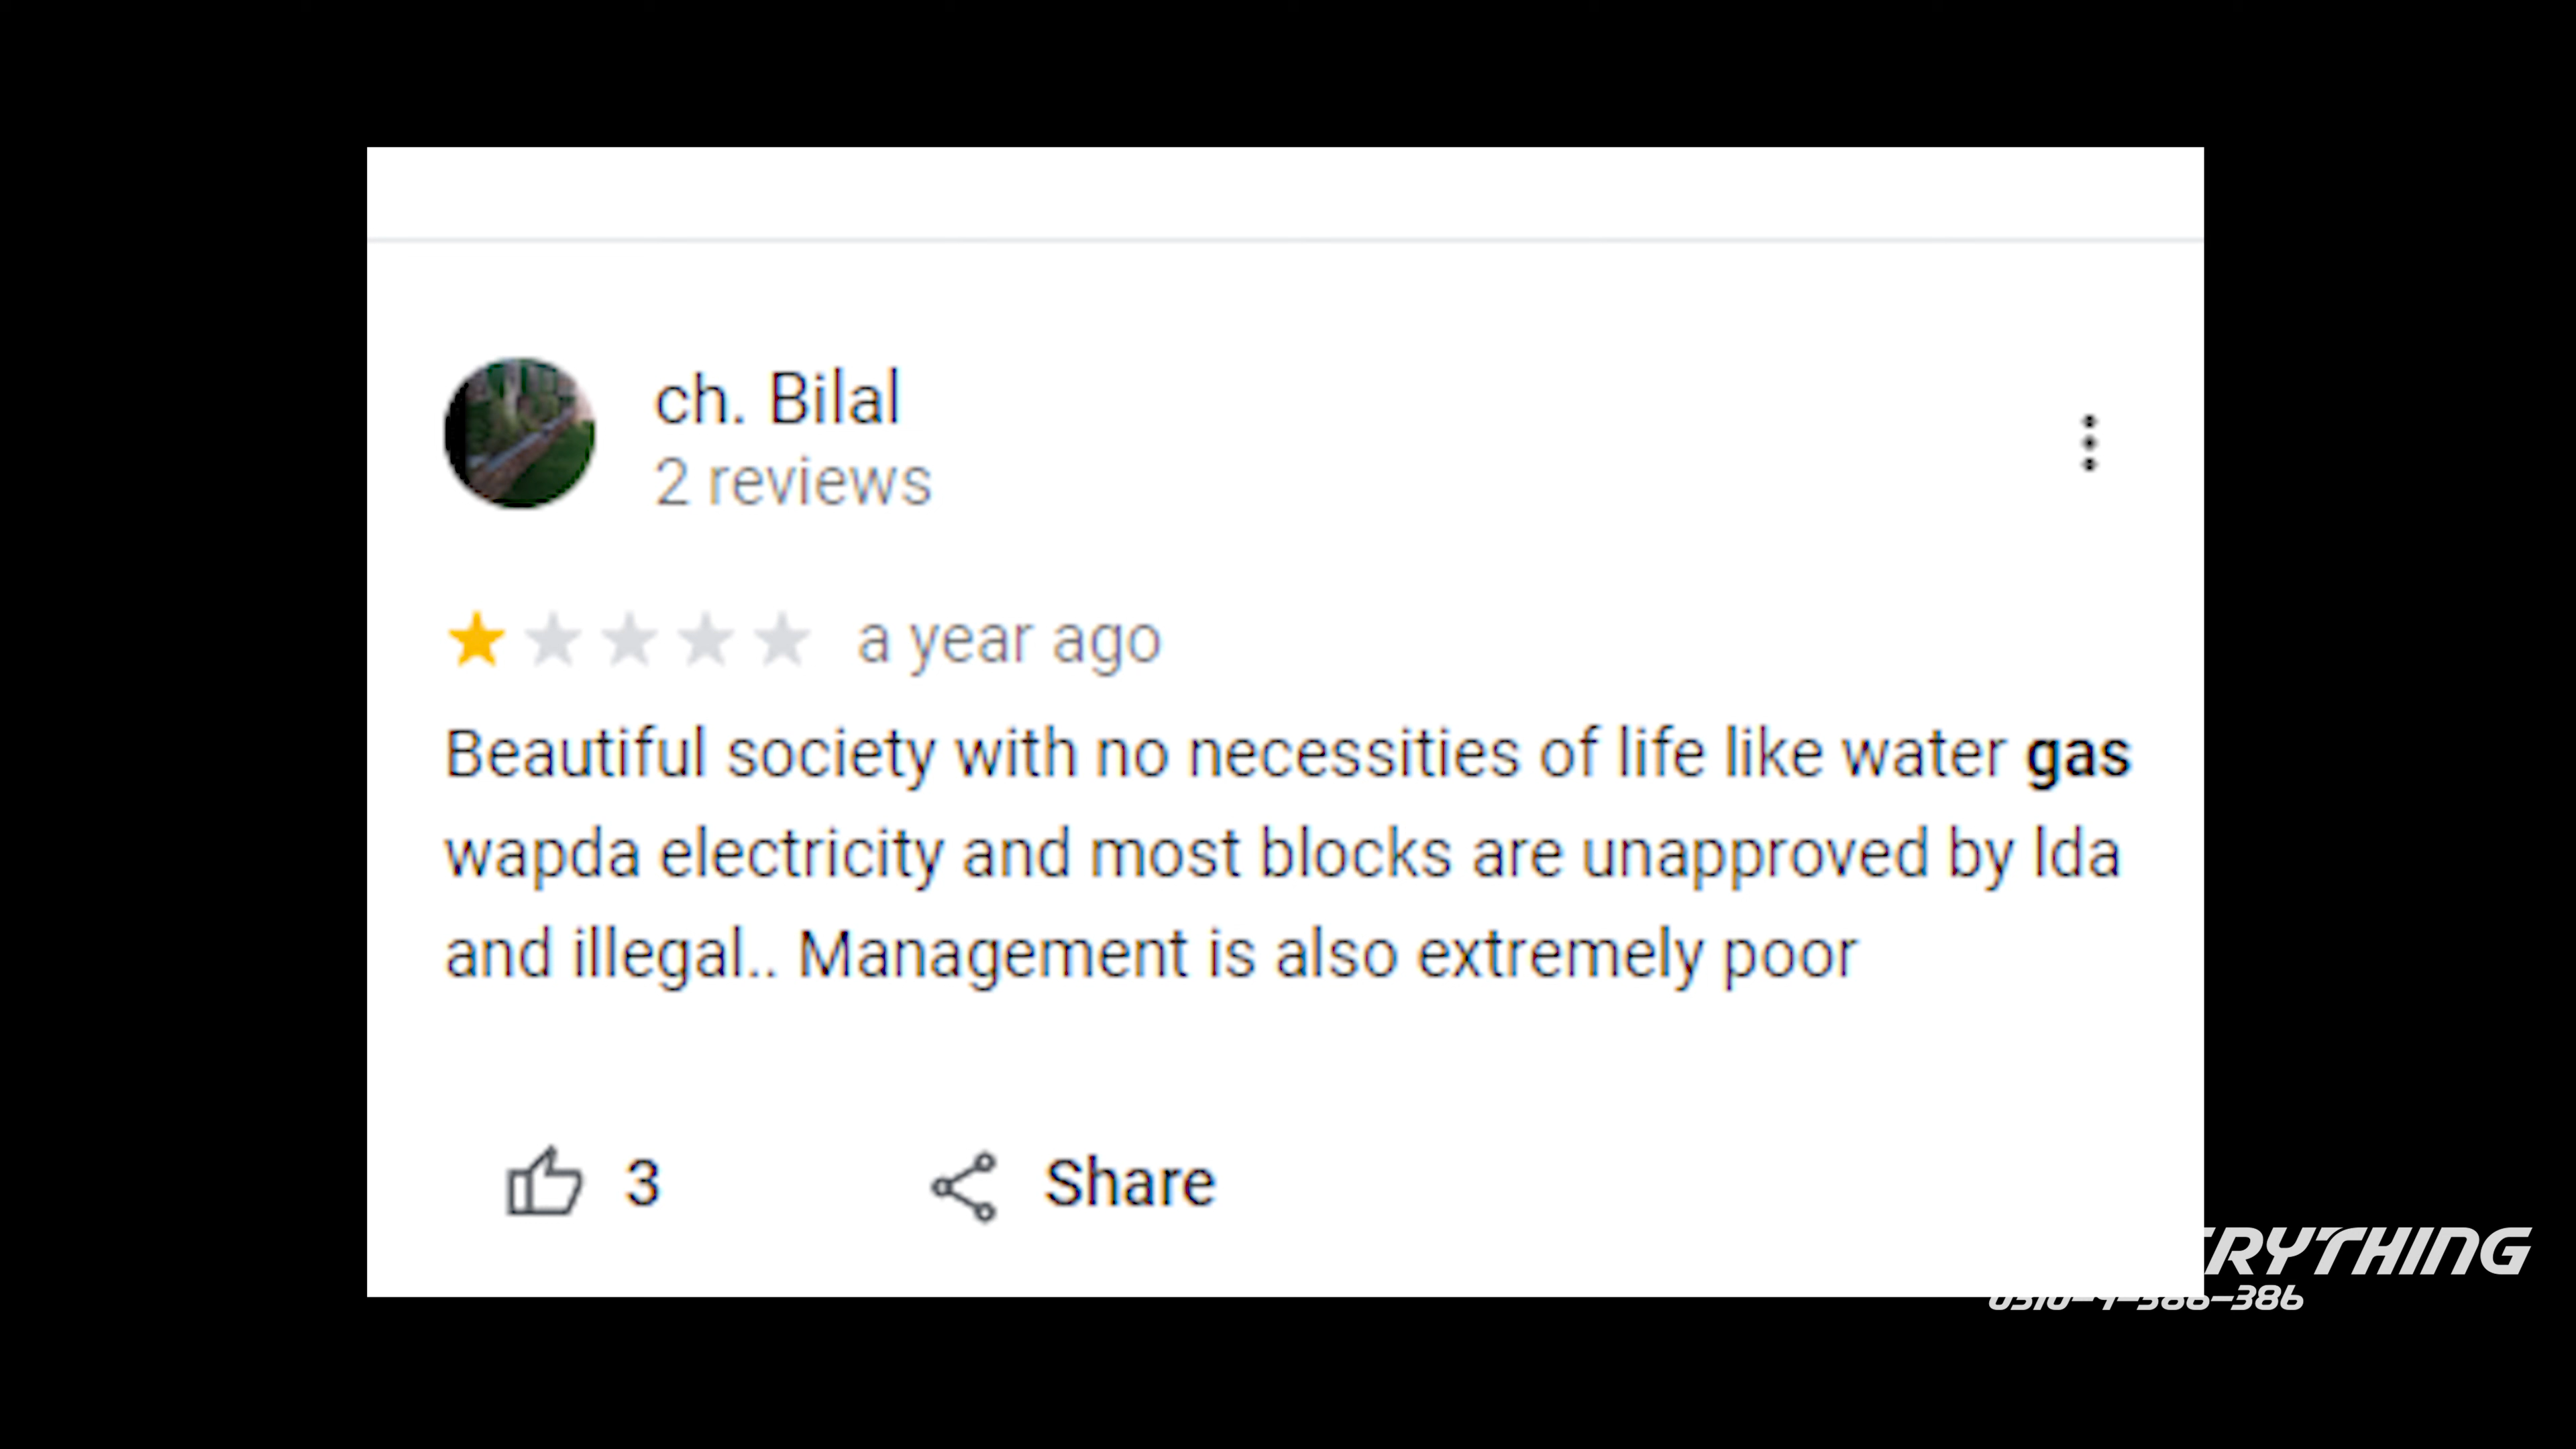 ch. Bilal
2 reviews
a year ago
Beautiful society with no necessities of life like water gas
wapda electricity and most blocks are unapproved by lda
and illegal.. Management is also extremely poor
3
Share